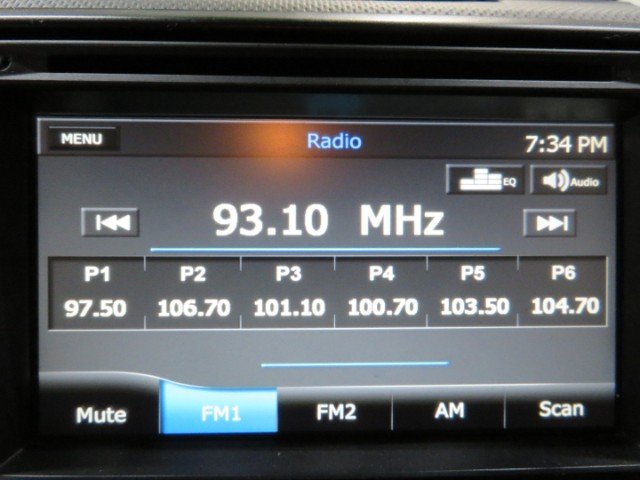 MENU Radio 7:34 PM
EQ Audio
93.10 MHz
P1 P2 P3 P4 P5 P6
97.50 106.70 101.10 100.70 103.50 104.70
Mute FM1 FM2 AM Scan